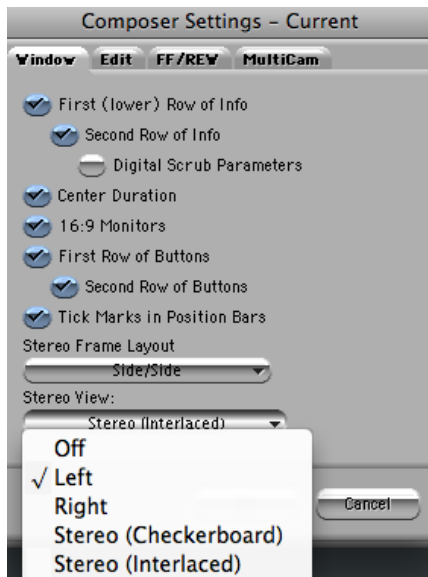 Composer Settings – Current
Window Edit FF/REW MultiCam
First (lower) Row of Info
Second Row of Info
Digital Scrub Parameters
Center Duration
16:9 Monitors
First Row of Buttons
Second Row of Buttons
Tick Marks in Position Bars
Stereo Frame Layout
Side/Side
Stereo View:
Stereo (Interlaced)
Off
√ Left
Right
Cancel
Stereo (Checkerboard)
Stereo (Interlaced)